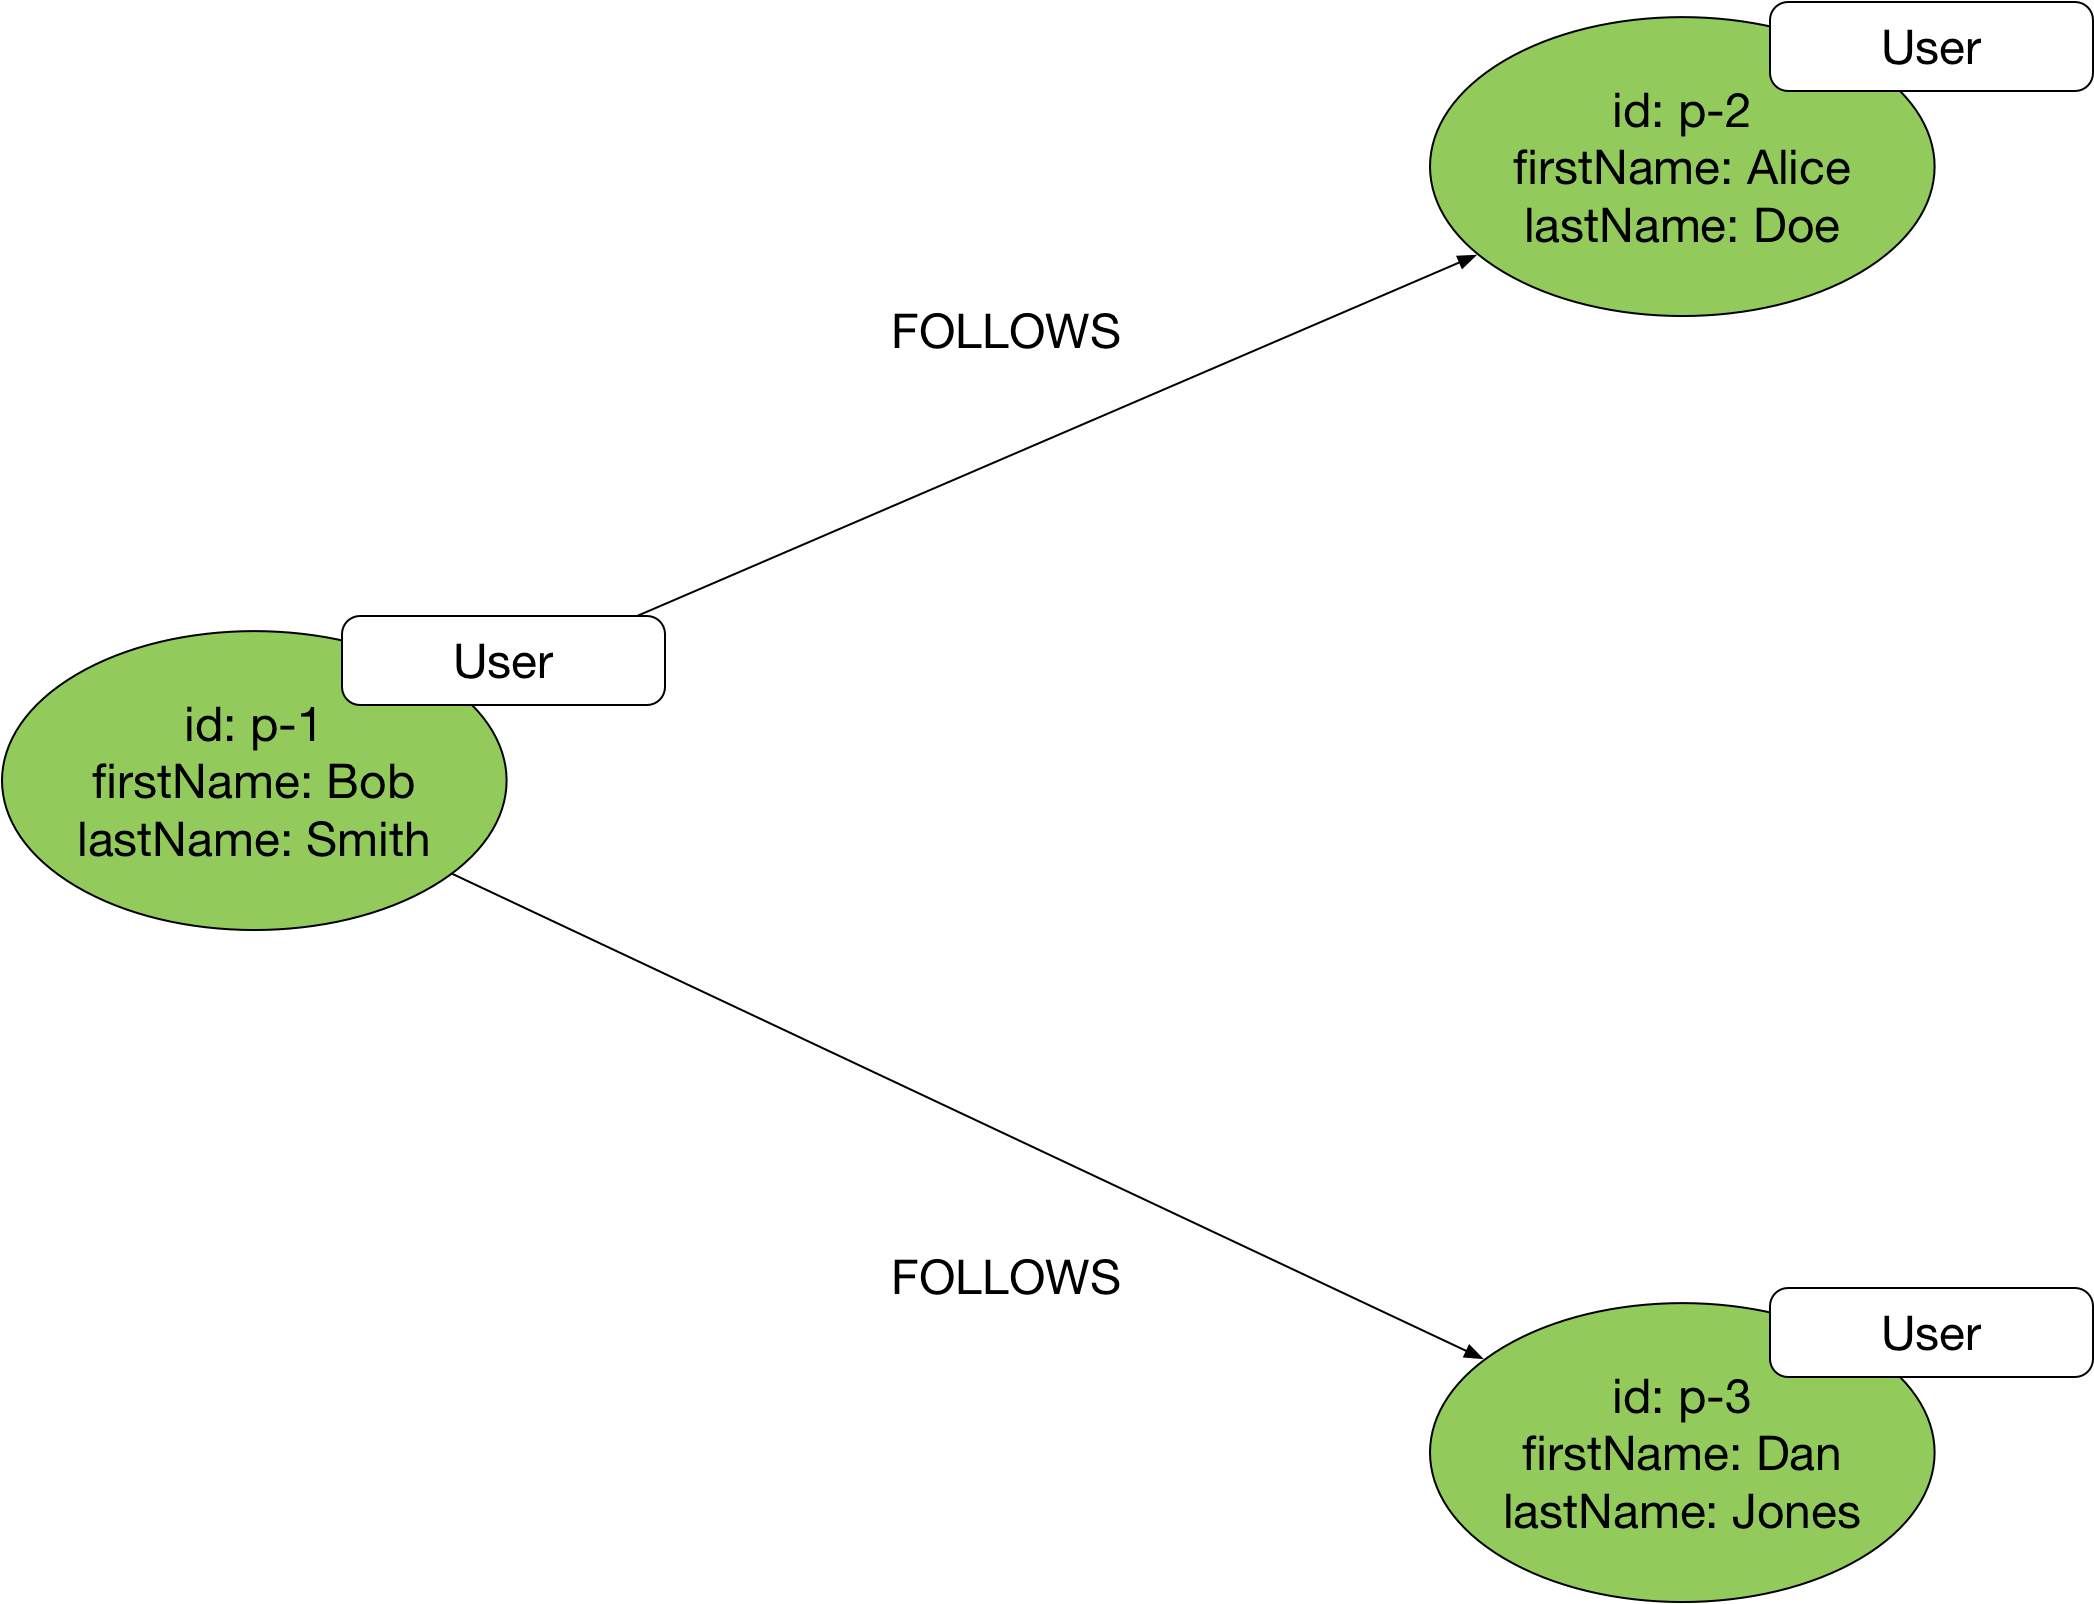 User
id: p-2
firstName: Alice
lastName: Doe
FOLLOWS
User
id: p-1
firstName: Bob
lastName: Smith
FOLLOWS
User
id: p-3
firstName: Dan
lastName: Jones